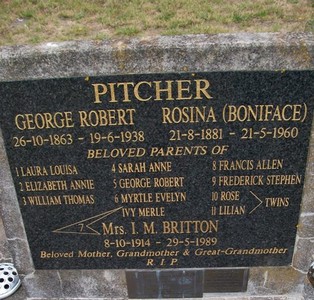 PITCHER
GEORGE ROBERT ROSINA (BONIFACE)
26-10-1863 - 19-6-1938 21-8-1881 - 21-5-1960
BELOVED PARENTS OF
1 LAURA LOUISA 4 SARAH ANNE 8 FRANCIS ALLEN
2 ELIZABETH ANNIE 5 GEORGE ROBERT 9 FREDERICK STEPHEN
3 WILLIAM THOMAS 6 MYRTLE EVELYN 10 ROSE
IVY MERLE 11 LILIAN TWINS
7 MRS. I. M. BRITTON
8-10-1914 - 29-5-1989
Beloved Mother, Grandmother & Great-Grandmother
R.I.P.